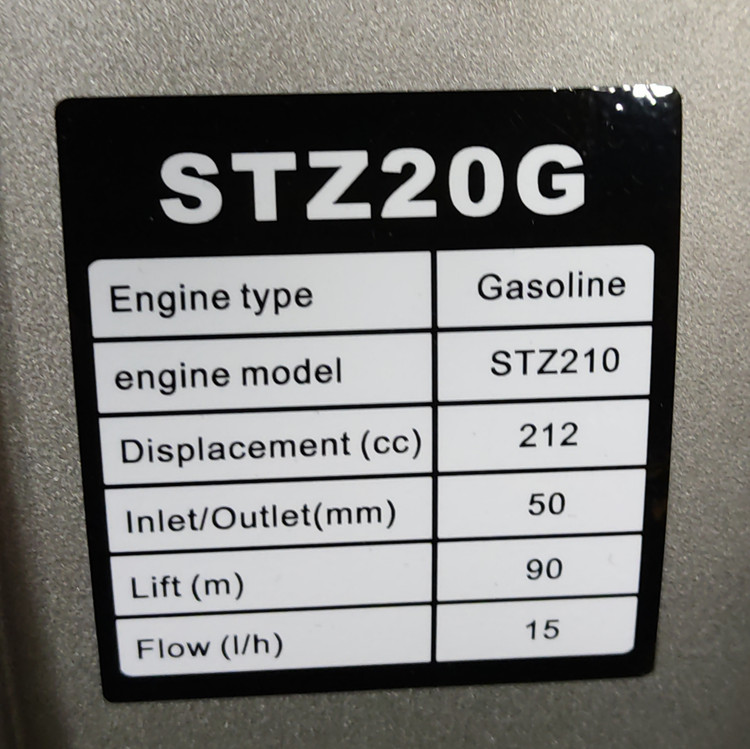 STZ20G
Engine type Gasoline
engine model STZ210
Displacement (cc) 212
Inlet/Outlet(mm) 50
Lift (m) 90
Flow (l/h) 15